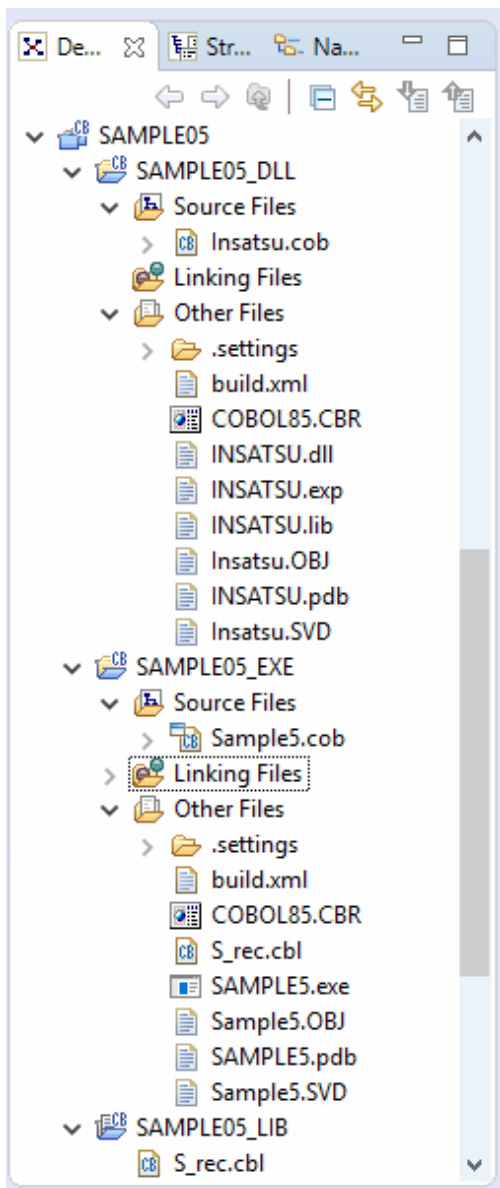 De... Str... Na...
SAMPLE05
SAMPLE05_DLL
Source Files
Insatsu.cob
Linking Files
Other Files
.settings
build.xml
COBOL85.CBR
INSATSU.dll
INSATSU.exp
INSATSU.lib
Insatsu.OBJ
INSATSU.pdb
Insatsu.SVD
SAMPLE05_EXE
Source Files
Sample5.cob
Linking Files
Other Files
.settings
build.xml
COBOL85.CBR
S_rec.cbl
SAMPLE5.exe
Sample5.OBJ
SAMPLE5.pdb
Sample5.SVD
SAMPLE05_LIB
S_rec.cbl